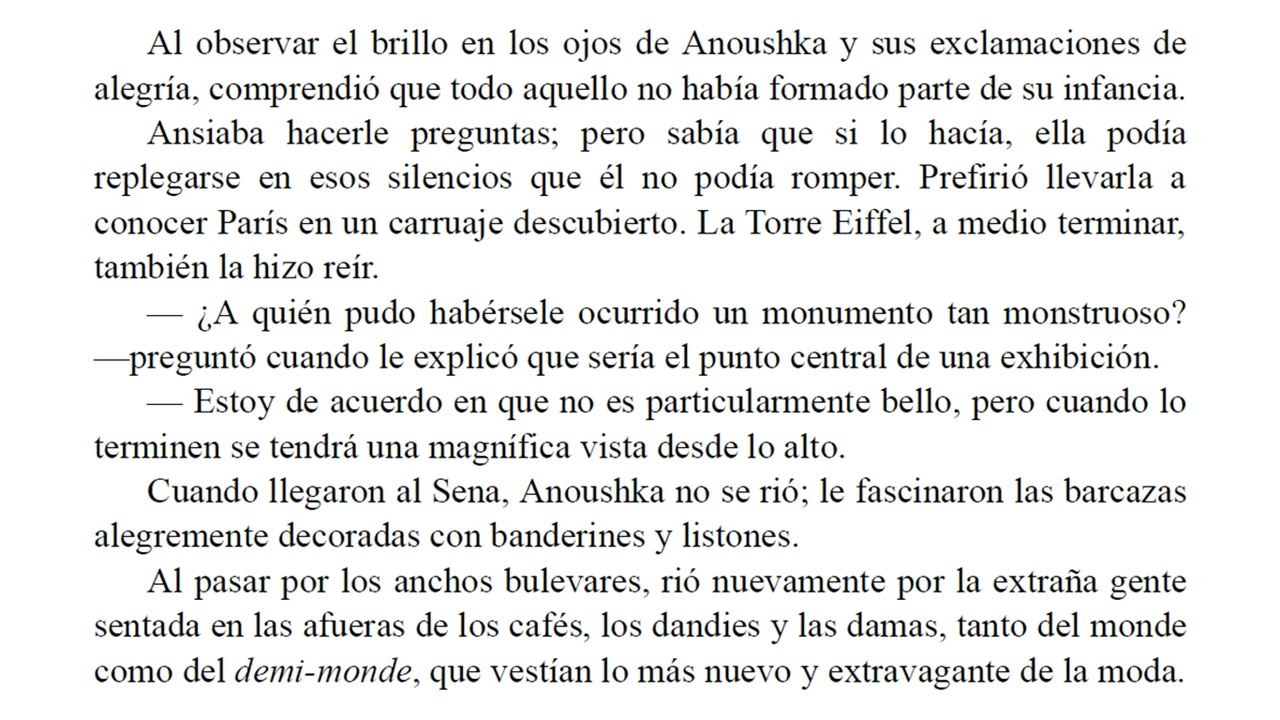 Al observar el brillo en los ojos de Anoushka y sus exclamaciones de
alegría, comprendió que todo aquello no había formado parte de su infancia.
Ansiaba hacerle preguntas; pero sabía que si lo hacía, ella podía
replegarse en esos silencios que él no podía romper. Prefirió llevarla a
conocer París en un carruaje descubierto. La Torre Eiffel, a medio terminar,
también la hizo reír.
— ¿A quién pudo habérsele ocurrido un monumento tan monstruoso?
—preguntó cuando le explicó que sería el punto central de una exhibición.
— Estoy de acuerdo en que no es particularmente bello, pero cuando lo
terminen se tendrá una magnífica vista desde lo alto.
Cuando llegaron al Sena, Anoushka no se rió; le fascinaron las barcazas
alegremente decoradas con banderines y listones.
Al pasar por los anchos bulevares, rió nuevamente por la extraña gente
sentada en las afueras de los cafés, los dandies y las damas, tanto del monde
como del demi-monde, que vestían lo más nuevo y extravagante de la moda.